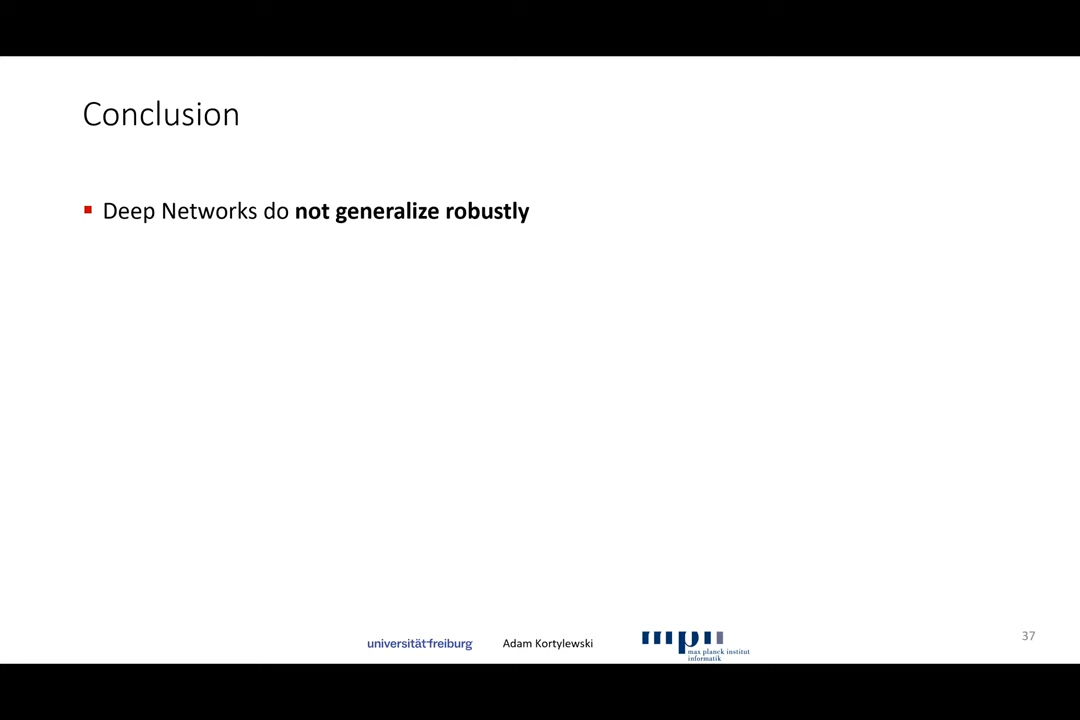 Conclusion
Deep Networks do not generalize robustly
universität freiburg
Adam Kortylewski
mpii
max planck institut
informatik
37